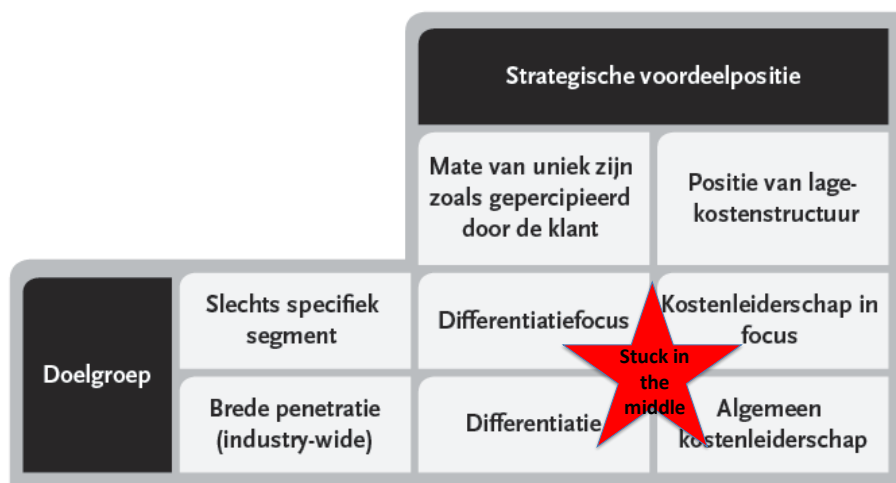 Strategische voordeelpositie
Mate van uniek zijn
zoals gepercipieerd
door de klant
Positie van lage-
kostenstructuur
Doelgroep
Slechts specifiek
segment
Differentiatiefocus
Kostenleiderschap in
focus
Stuck in
the
middle
Brede penetratie
(industry-wide)
Differentiatie
Algemeen
kostenleiderschap